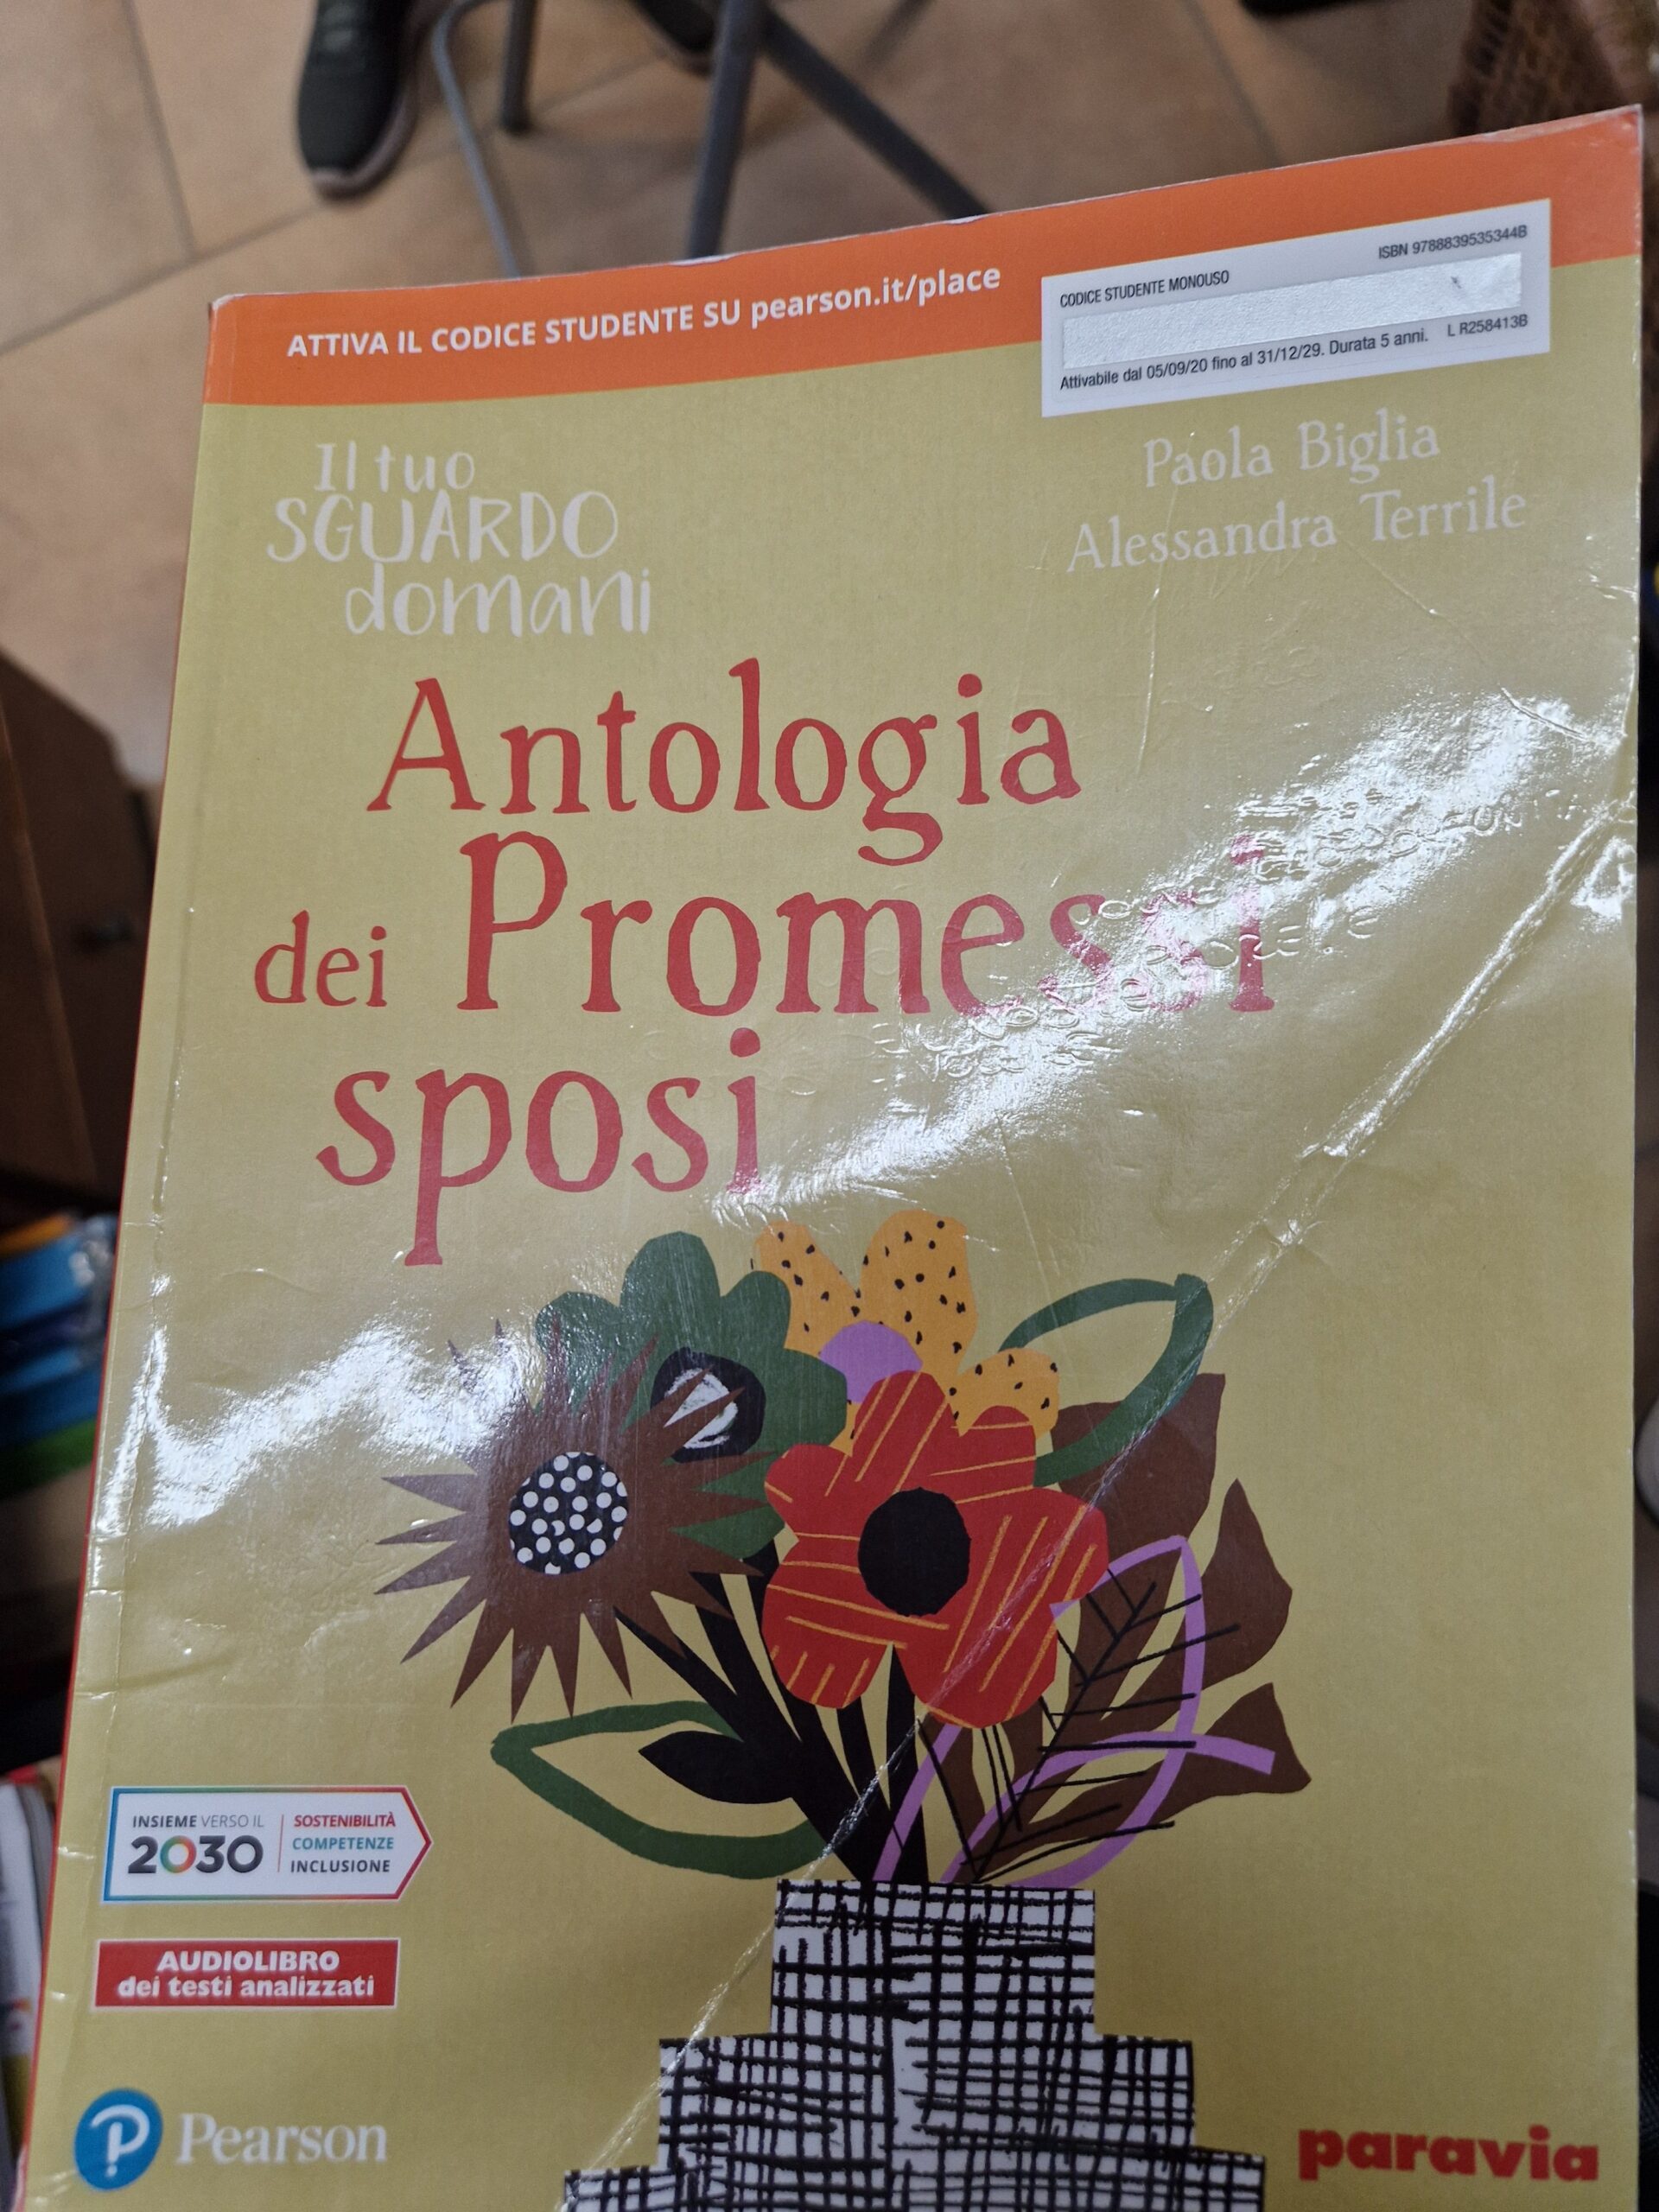 ATTIVA IL CODICE STUDENTE SU pearson.it/place
ISBN 9788839535344B
CODICE STUDENTE MONOUSO
Attivabile dal 05/09/20 fino al 31/12/29. Durata 5 anni. L R258413B
Il tuo
SGUARDO
domani
Paola Biglia
Alessandra Terrile
Antologia
dei Promessi
sposi
INSIEME VERSO IL
2030
SOSTENIBILITÀ
COMPETENZE
INCLUSIONE
AUDIOLIBRO
dei testi analizzati
Pearson
paravia